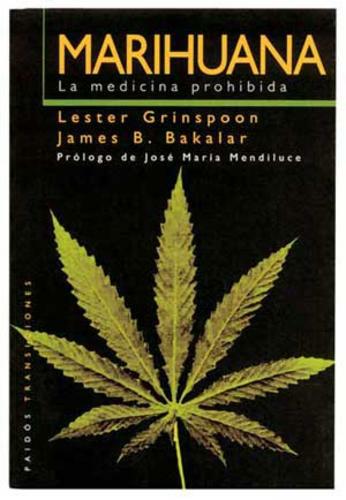 MARIHUANA
La medicina prohibida
Lester Grinspoon
James B. Bakalar
Prólogo de José María Mendiluce
PAIDÓS TRANSICIONES